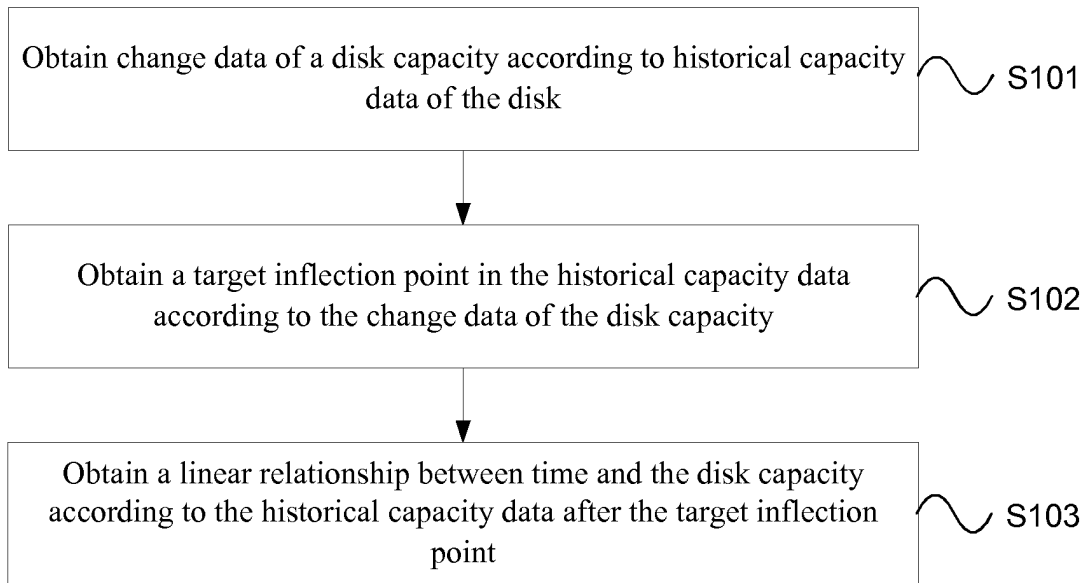 Obtain change data of a disk capacity according to historical capacity
data of the disk
S101
Obtain a target inflection point in the historical capacity data
according to the change data of the disk capacity
S102
Obtain a linear relationship between time and the disk capacity
according to the historical capacity data after the target inflection
point
S103